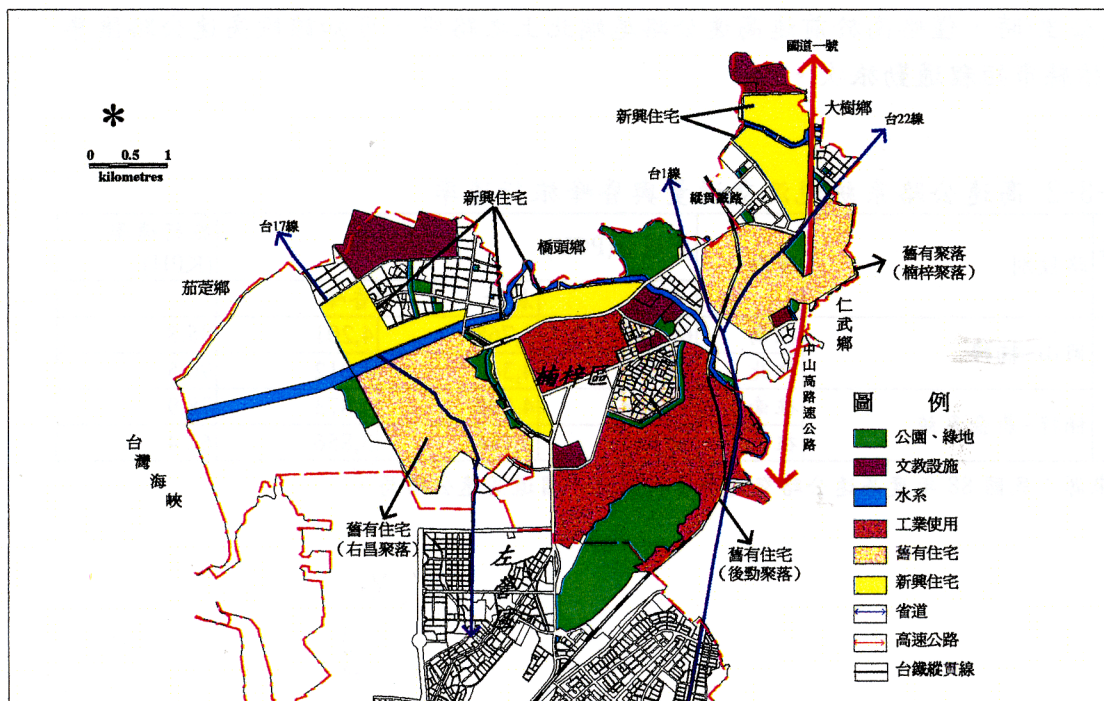 國道一號
大樹鄉
新興住宅
台22線
0 0.5 1
kilometres
台1線
縱貫鐵路
新興住宅
台17線
橋頭鄉
舊有聚落
(楠梓聚落)
茄萣鄉
仁武鄉
中山高路速公路
楠梓區
圖 例
公園、綠地
文教設施
水系
工業使用
舊有住宅
新興住宅
省道
高速公路
台鐵縱貫線
台灣海峽
舊有住宅
(右昌聚落)
左營
舊有住宅
(後勁聚落)